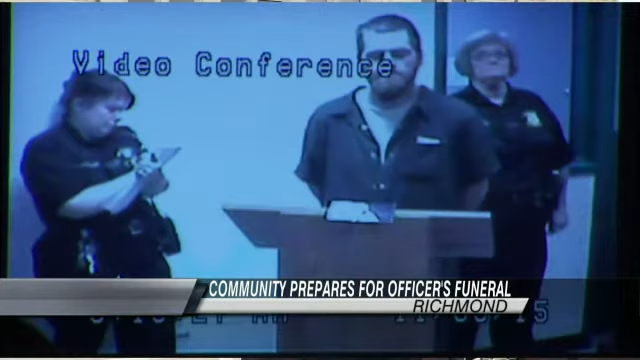 Video Conference
COMMUNITY PREPARES FOR OFFICER'S FUNERAL
RICHMOND